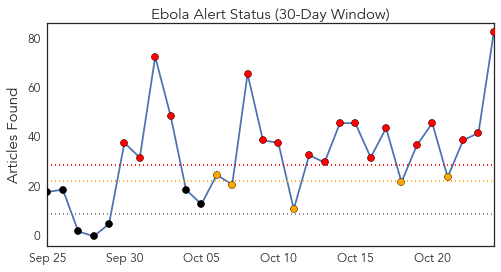 Ebola Alert Status (30-Day Window)
Articles Found
80
60
40
20
0
Sep 25
Sep 30
Oct 05
Oct 10
Oct 15
Oct 20